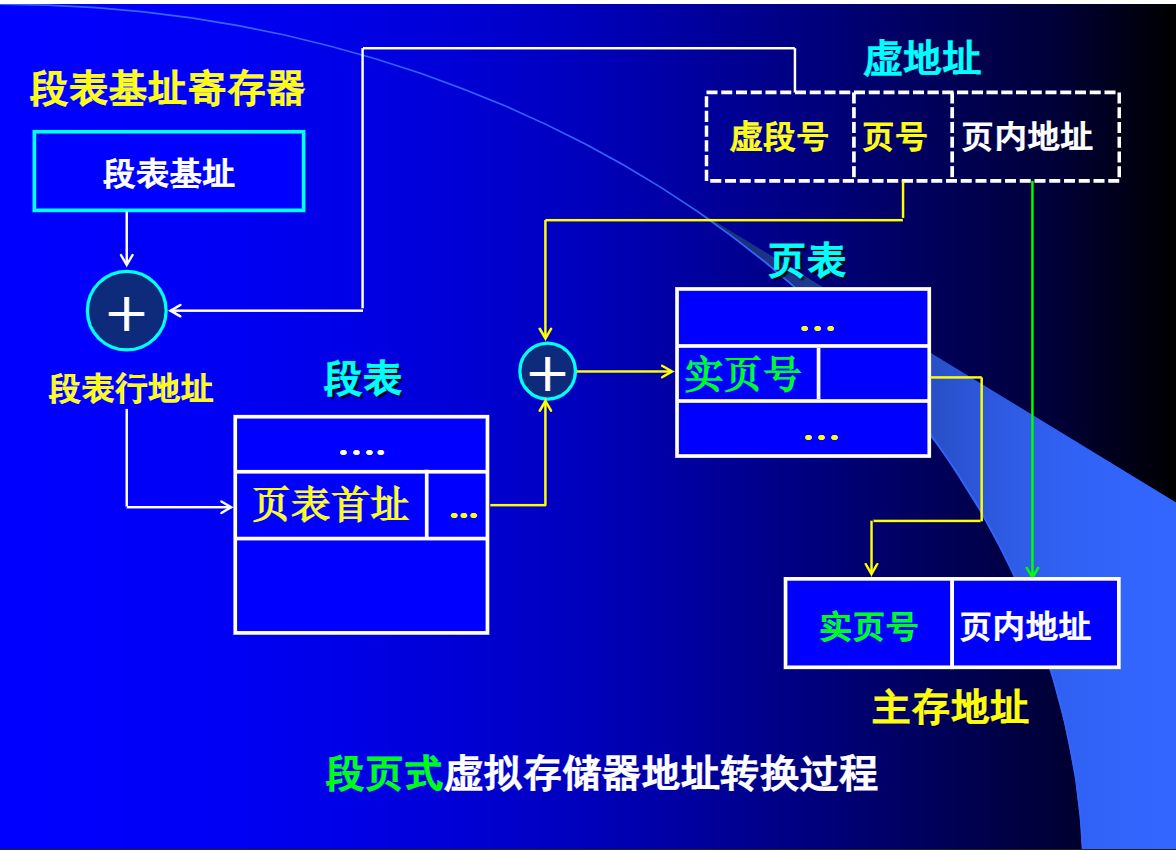 虚地址
段表基址寄存器
虚段号 页号 页内地址
段表基址
页表
+
…
+
实页号
段表 
段表行地址
…
….
页表首址 …
实页号 页内地址
主存地址
段页式虚拟存储器地址转换过程